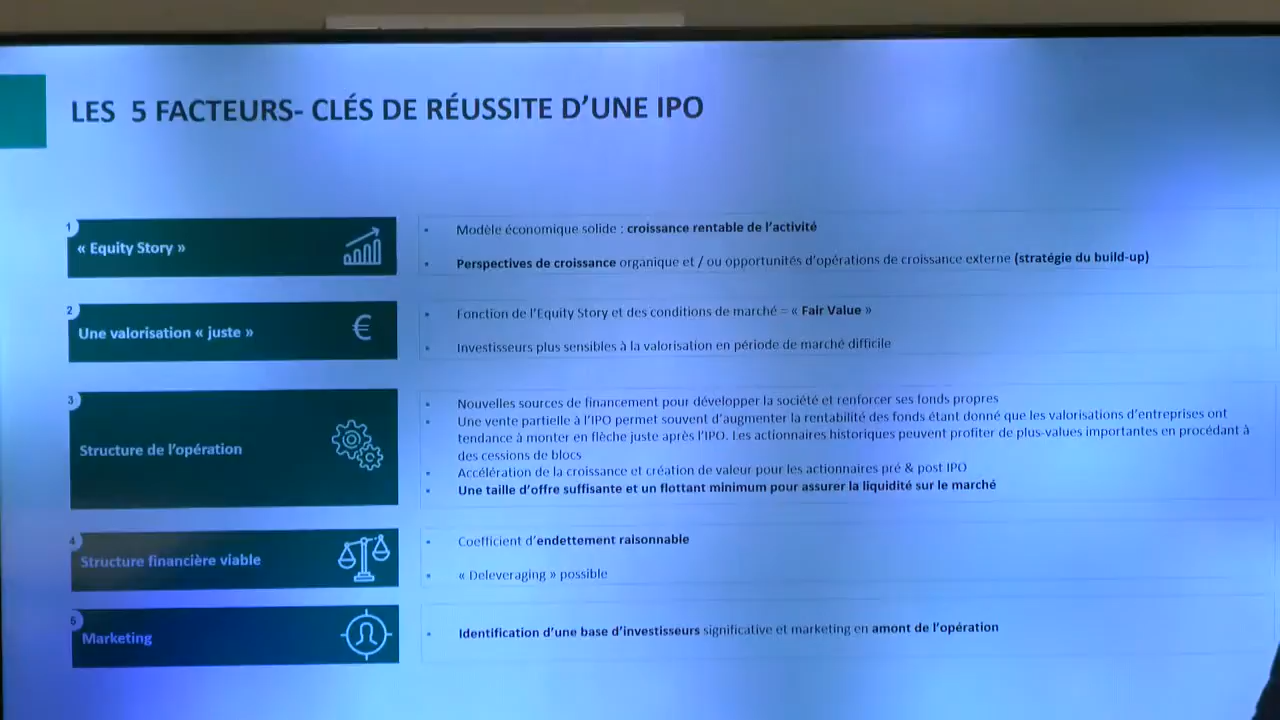 LES 5 FACTEURS- CLÉS DE RÉUSSITE D'UNE IPO
1
« Equity Story »
• Modèle économique solide : croissance rentable de l'activité
• Perspectives de croissance organique et / ou opportunités d'opérations de croissance externe (stratégie du build-up)
2
Une valorisation « juste »
€
• Fonction de l'Equity Story et des conditions de marché = « Fair Value »
• Investisseurs plus sensibles à la valorisation en période de marché difficile
3
Structure de l'opération
• Nouvelles sources de financement pour développer la société et renforcer ses fonds propres
• Une vente partielle à l'IPO permet souvent d'augmenter la rentabilité des fonds étant donné que les valorisations d'entreprises ont
tendance à monter en flèche juste après l'IPO. Les actionnaires historiques peuvent profiter de plus-values importantes en procédant à
des cessions de blocs
• Accélération de la croissance et création de valeur pour les actionnaires pré & post IPO
• Une taille d'offre suffisante et un flottant minimum pour assurer la liquidité sur le marché
4
Structure financière viable
• Coefficient d'endettement raisonnable
• « Deleveraging » possible
5
Marketing
• Identification d'une base d'investisseurs significative et marketing en amont de l'opération